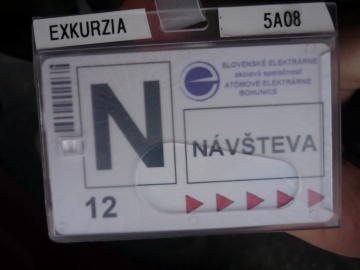 EXKURZIA 5A08
SLOVENSKÉ ELEKTRÁRNE
akciová spoločnosť
ATÓMOVÉ ELEKTRÁRNE
BOHUNICE
N
NÁVŠTEVA
12